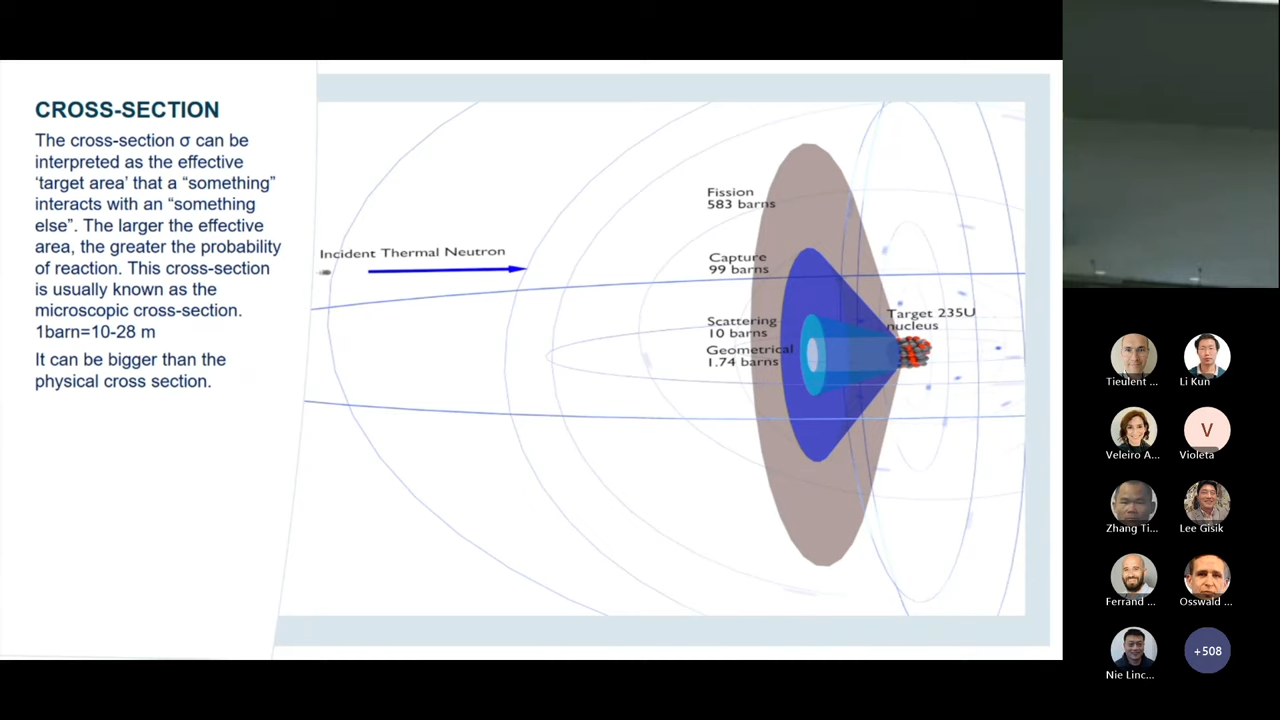 CROSS-SECTION
The cross-section σ can be
interpreted as the effective
‘target area’ that a “something”
interacts with an “something
else”. The larger the effective
area, the greater the probability
of reaction. This cross-section
is usually known as the
microscopic cross-section.
1barn=10-28 m
It can be bigger than the
physical cross section.
Incident Thermal Neutron
Fission
583 barns
Capture
99 barns
Scattering
10 barns
Geometrical
1.74 barns
Target 235U
nucleus
Tieulent ...
Li Kun
Veleiro A...
V
Violeta
Zhang Ti...
Lee Gisik
Ferrand ...
Osswald ...
Nie Linc...
+508